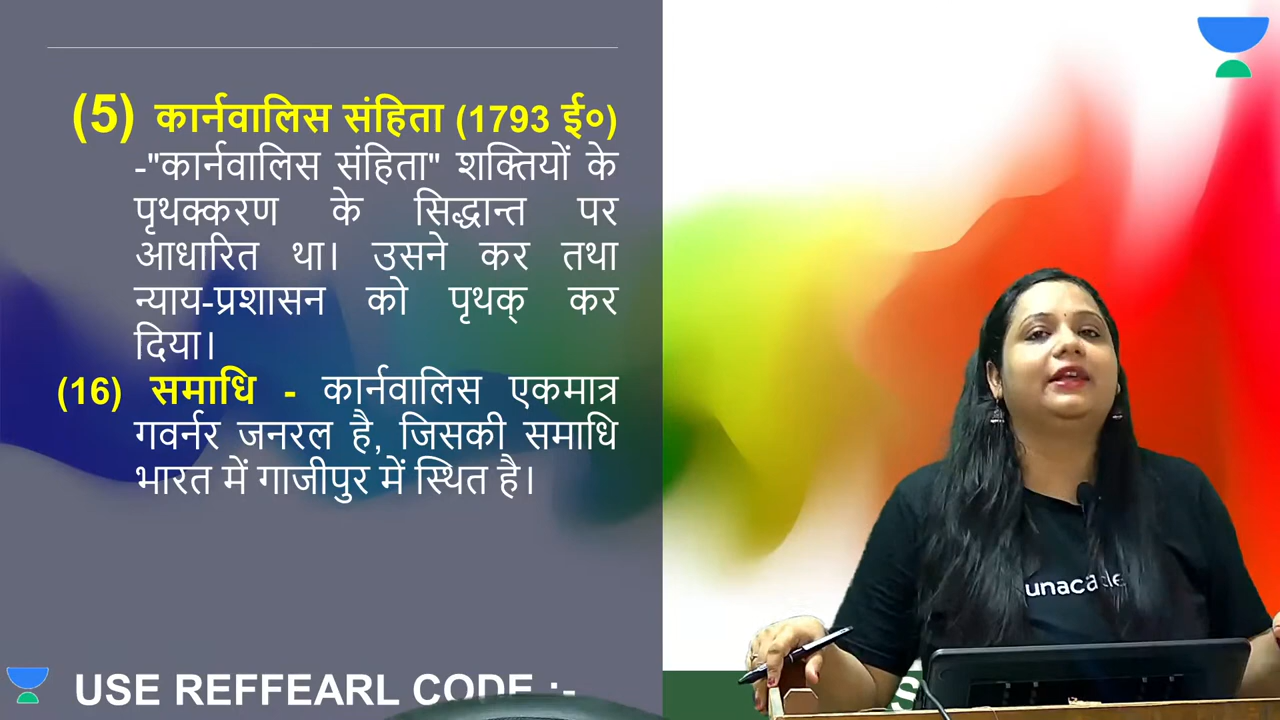 (5) कार्नवालिस संहिता (1793 ई०)
-"कार्नवालिस संहिता" शक्तियों के
पृथक्करण के सिद्धान्त पर
आधारित था। उसने कर तथा
न्याय-प्रशासन को पृथक् कर
दिया।
(16) समाधि - कार्नवालिस एकमात्र
गवर्नर जनरल है, जिसकी समाधि
भारत में गाजीपुर में स्थित है।
USE REFFEARL CODE :-